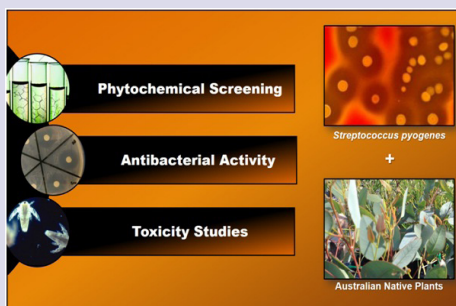 Phytochemical Screening
Antibacterial Activity
Toxicity Studies
Streptococcus pyogenes
+
Australian Native Plants